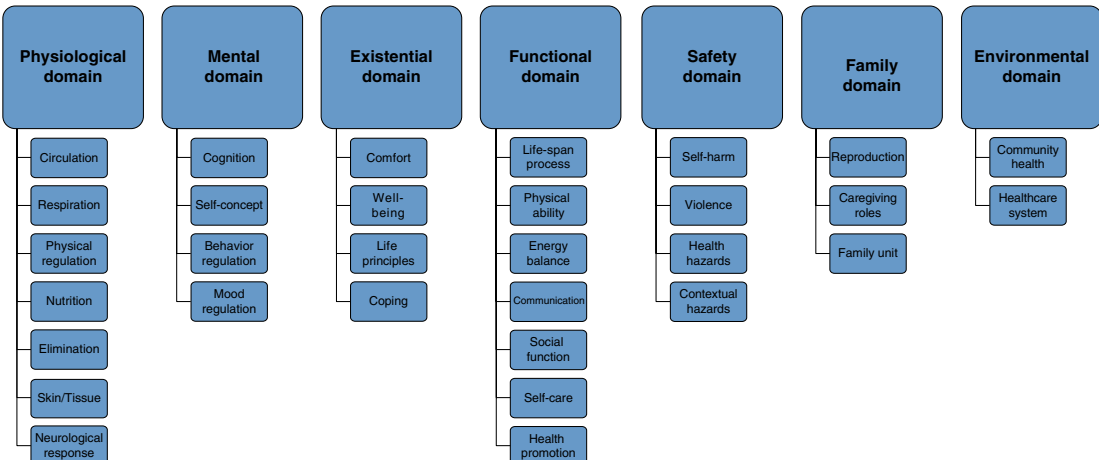 Physiological
domain
Circulation
Respiration
Physical
regulation
Nutrition
Elimination
Skin/Tissue
Neurological
response
Mental
domain
Cognition
Self-concept
Behavior
regulation
Mood
regulation
Existential
domain
Comfort
Well-
being
Life
principles
Coping
Functional
domain
Life-span
process
Physical
ability
Energy
balance
Communication
Social
function
Self-care
Health
promotion
Safety
domain
Self-harm
Violence
Health
hazards
Contextual
hazards
Family
domain
Reproduction
Caregiving
roles
Family unit
Environmental
domain
Community
health
Healthcare
system